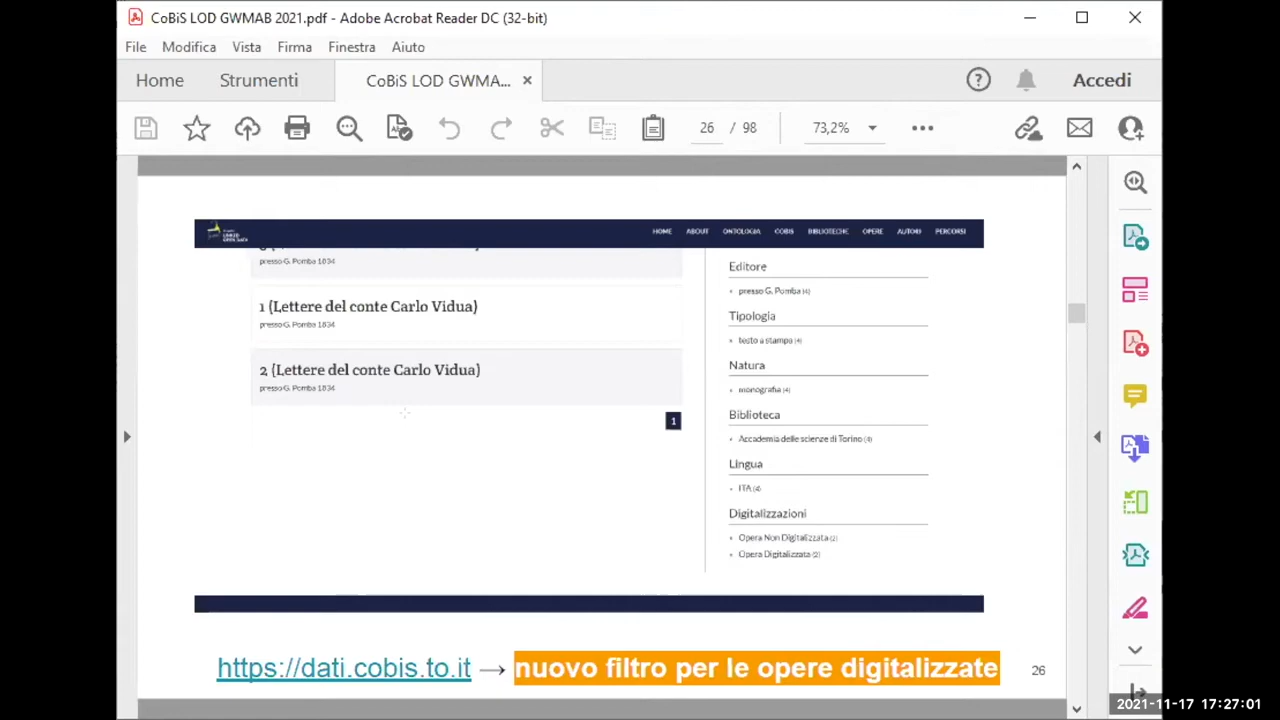 CoBiS LOD GWMAB 2021.pdf - Adobe Acrobat Reader DC (32-bit)
File Modifica Vista Firma Finestra Aiuto
Home Strumenti CoBiS LOD GWMA... Accedi
26 / 98 73,2%
HOME ABOUT ONTOLOGIA COBIS BIBLIOTECHE OPERE AUTORI PERCORSI
presso G. Pomba 1834
1 (Lettere del conte Carlo Vidua)
presso G. Pomba 1834
2 (Lettere del conte Carlo Vidua)
presso G. Pomba 1834
1
Editore
presso G. Pomba (4)
Tipologia
testo a stampa (4)
Natura
monografia (4)
Biblioteca
Accademia delle scienze di Torino (4)
Lingua
ITA (4)
Digitalizzazioni
Opera Non Digitalizzata (2)
Opera Digitalizzata (2)
https://dati.cobis.to.it → nuovo filtro per le opere digitalizzate 26
2021-11-17 17:27:01